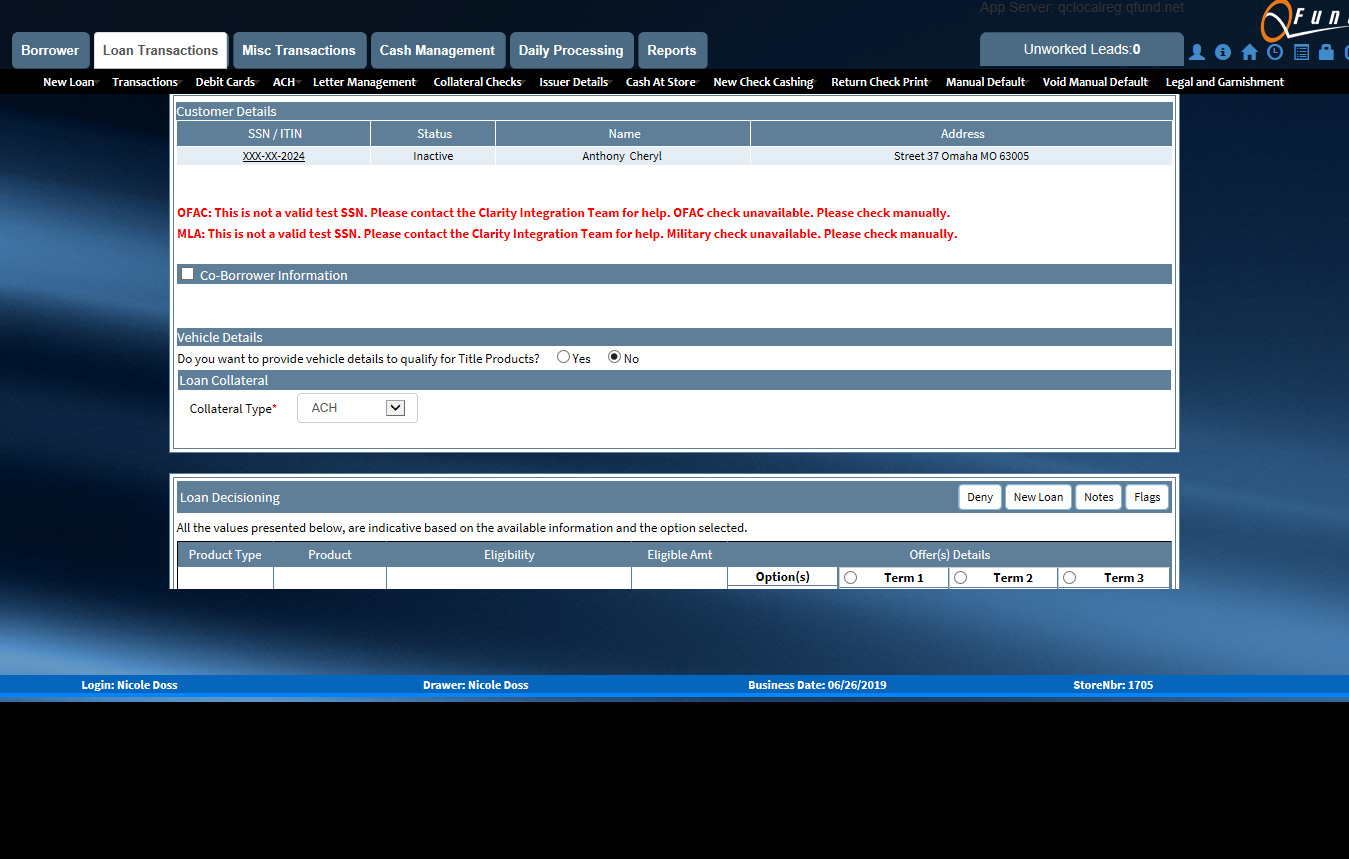 App Server: qclocalreg.qfund.net
QFun
Borrower Loan Transactions Misc Transactions Cash Management Daily Processing Reports Unworked Leads:0
New Loan Transactions Debit Cards ACH Letter Management Collateral Checks Issuer Details Cash At Store New Check Cashing Return Check Print Manual Default Void Manual Default Legal and Garnishment
Customer Details
SSN / ITIN Status Name Address
XXX-XX-2024 Inactive Anthony Cheryl Street 37 Omaha MO 63005
OFAC: This is not a valid test SSN. Please contact the Clarity Integration Team for help. OFAC check unavailable. Please check manually.
MLA: This is not a valid test SSN. Please contact the Clarity Integration Team for help. Military check unavailable. Please check manually.
Co-Borrower Information
Vehicle Details
Do you want to provide vehicle details to qualify for Title Products? Yes No
Loan Collateral
Collateral Type* ACH
Loan Decisioning Deny New Loan Notes Flags
All the values presented below, are indicative based on the available information and the option selected.
Product Type Product Eligibility Eligible Amt Offer(s) Details
Option(s) Term 1 Term 2 Term 3
Login: Nicole Doss Drawer: Nicole Doss Business Date: 06/26/2019 StoreNbr: 1705